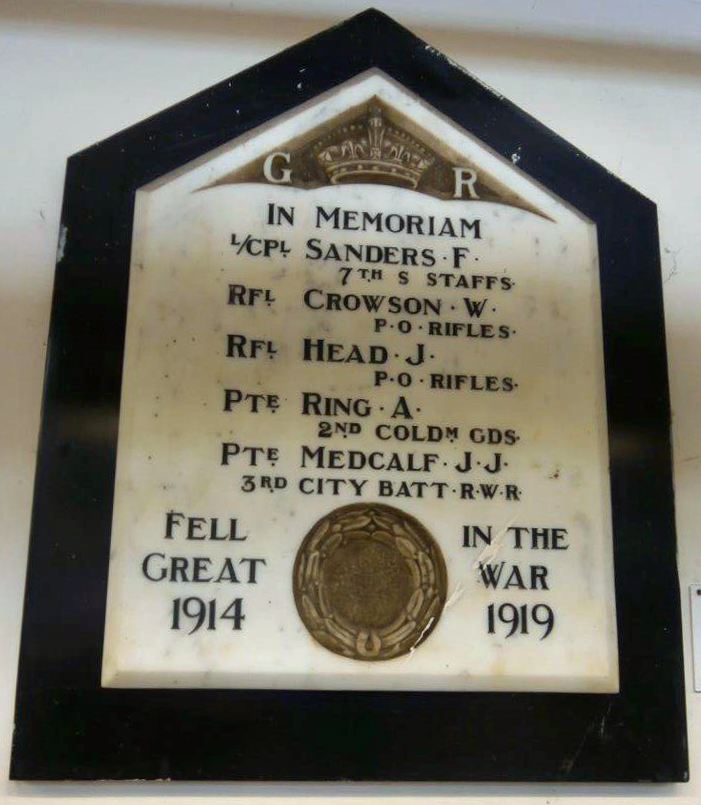 G R
IN MEMORIAM
L/CPL SANDERS · F ·
7TH S STAFFS ·
RFL CROWSON · W ·
P · O · RIFLES ·
RFL HEAD · J ·
P · O · RIFLES ·
PTE RING · A ·
2ND COLDM GDS ·
PTE MEDCALF · J · J ·
3RD CITY BATT · R · W · R
FELL IN THE
GREAT WAR
1914 1919